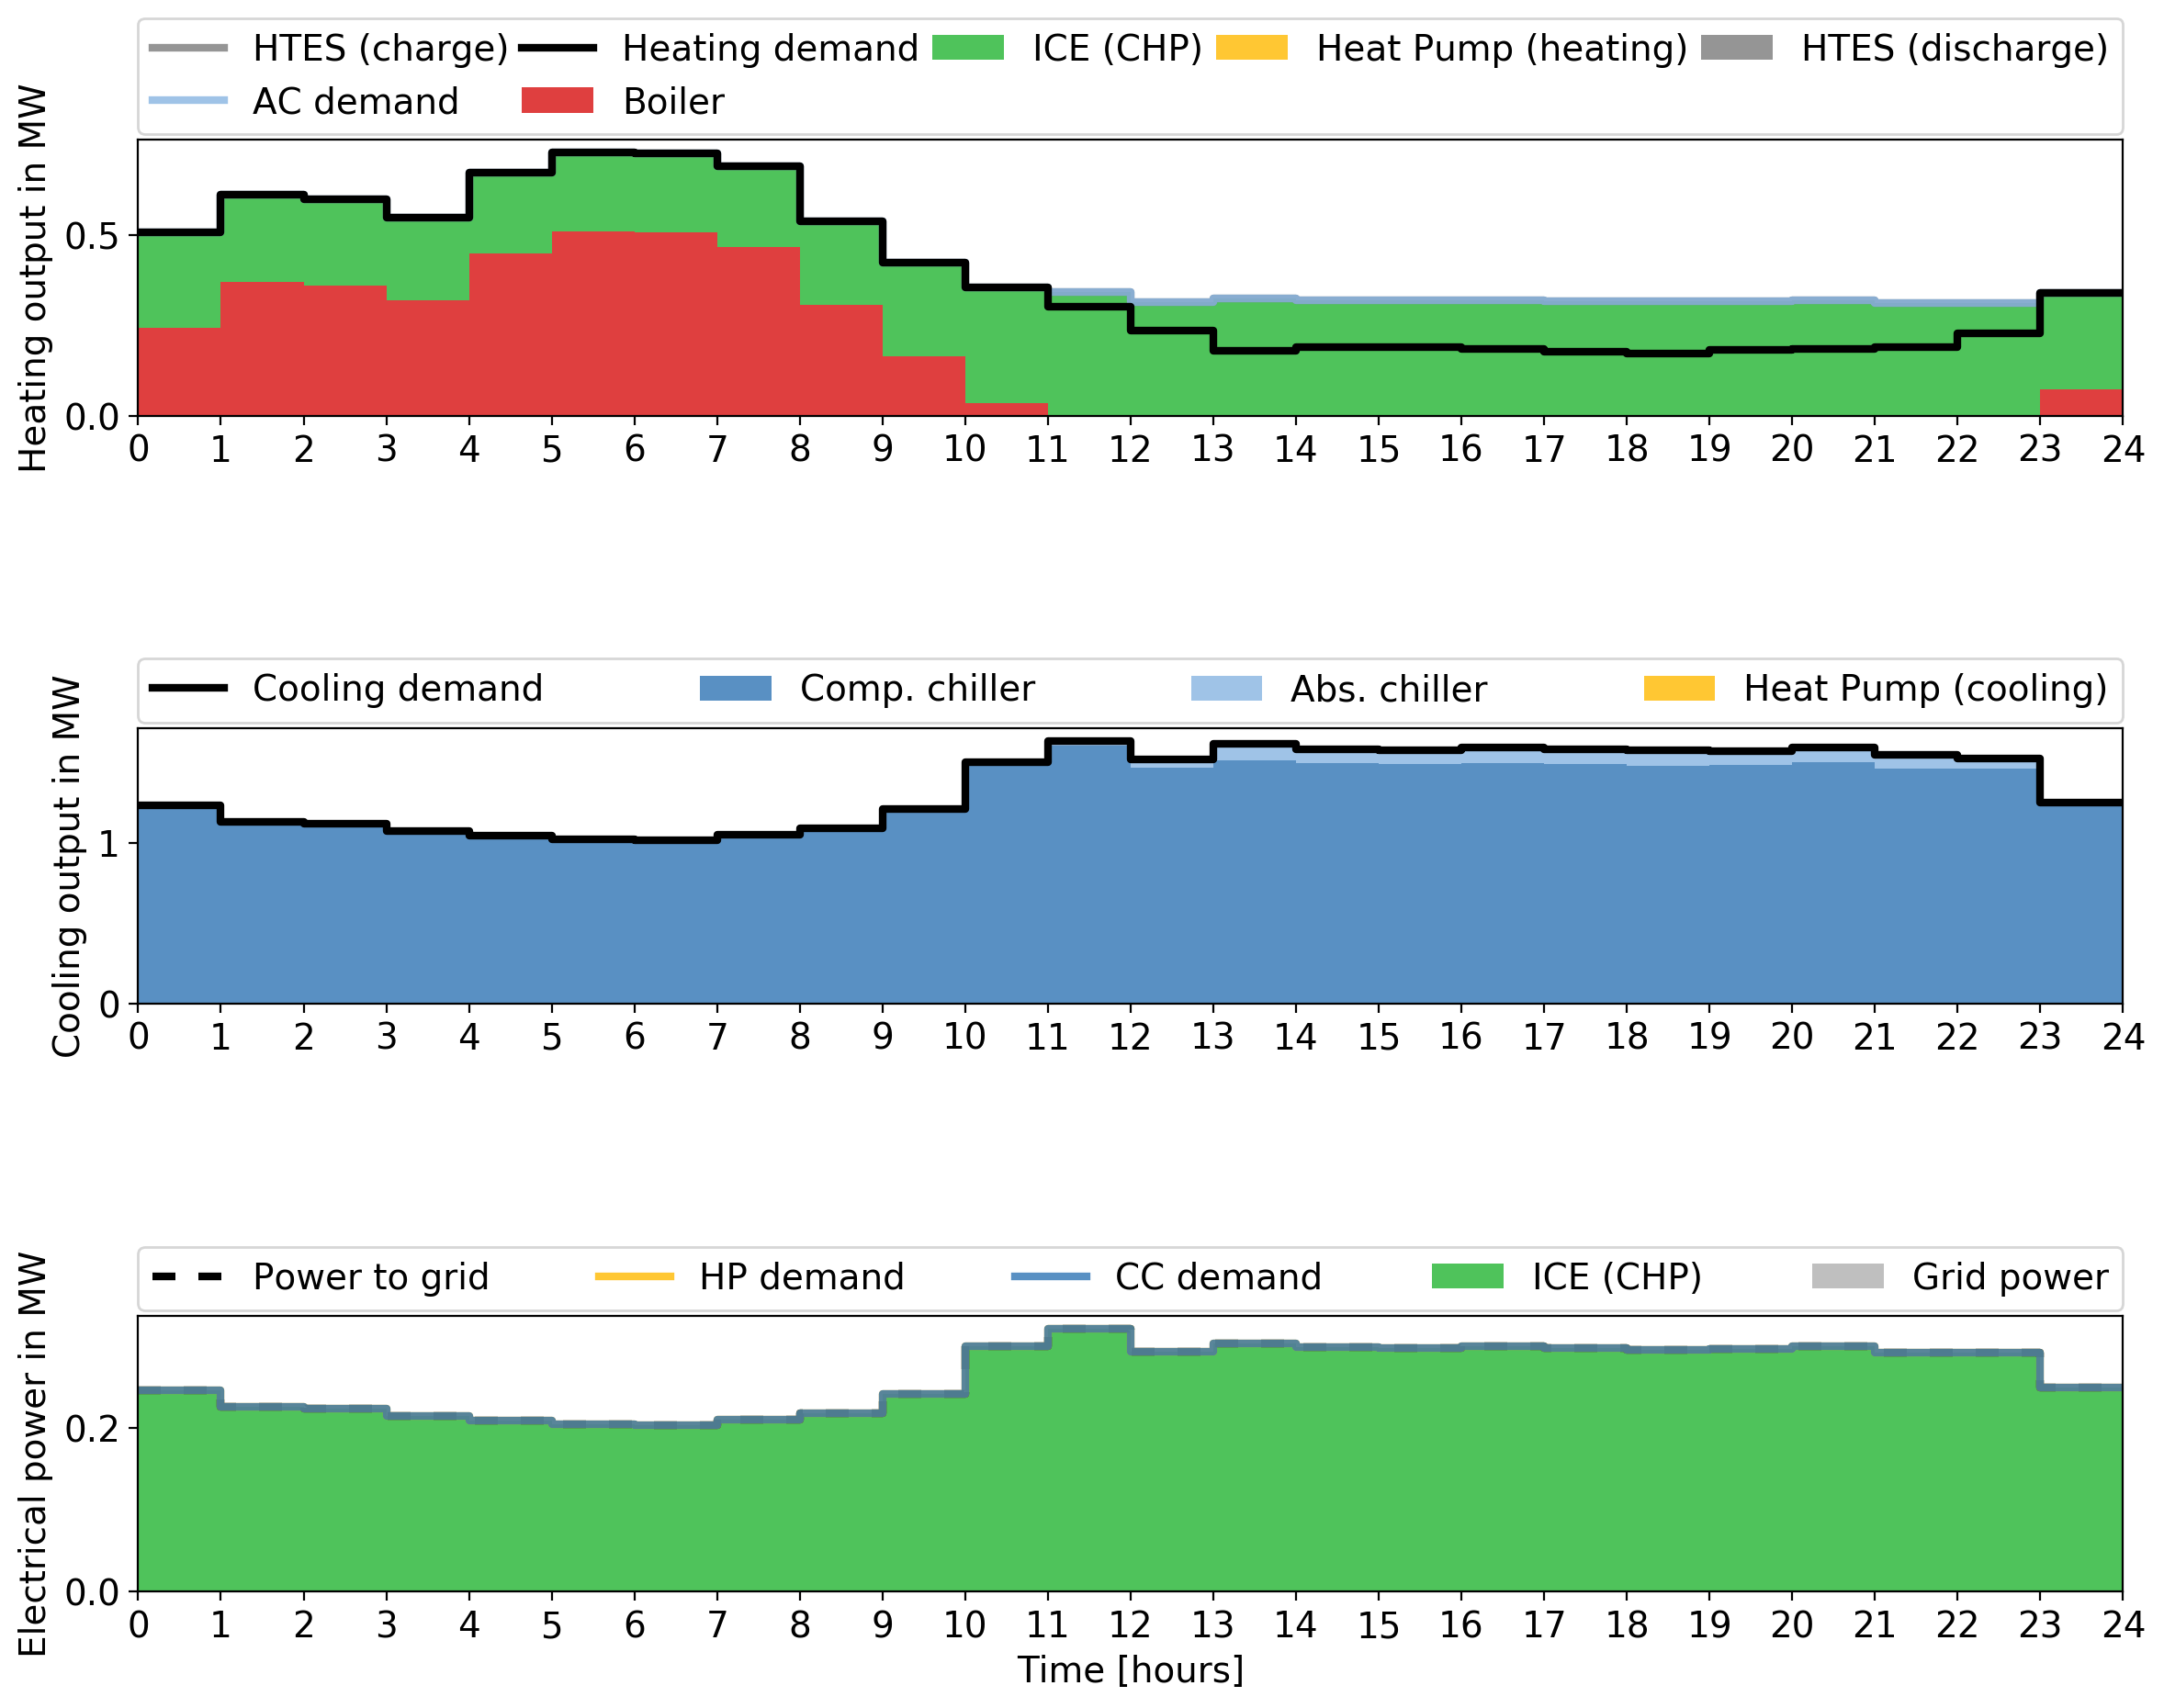 HTES (charge) Heating demand ICE (CHP) Heat Pump (heating) HTES (discharge)
AC demand Boiler
Heating output in MW
0.5
0.0
0 1 2 3 4 5 6 7 8 9 10 11 12 13 14 15 16 17 18 19 20 21 22 23 24
Cooling demand Comp. chiller Abs. chiller Heat Pump (cooling)
Cooling output in MW
1
0
0 1 2 3 4 5 6 7 8 9 10 11 12 13 14 15 16 17 18 19 20 21 22 23 24
Power to grid HP demand CC demand ICE (CHP) Grid power
Electrical power in MW
0.2
0.0
0 1 2 3 4 5 6 7 8 9 10 11 12 13 14 15 16 17 18 19 20 21 22 23 24
Time [hours]